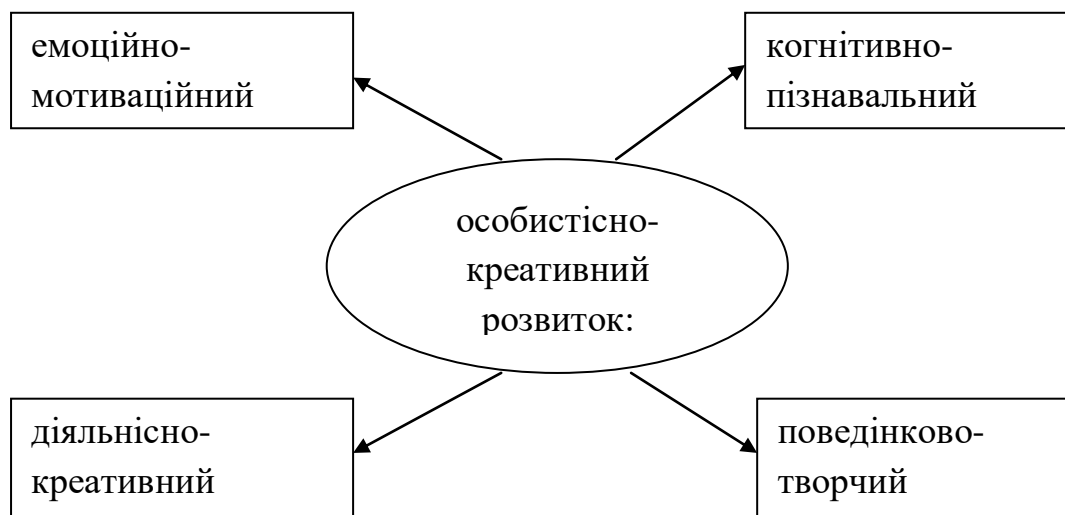 емоційно-
мотиваційний
когнітивно-
пізнавальний
особистісно-
креативний
розвиток:
діяльнісно-
креативний
поведінково-
творчий